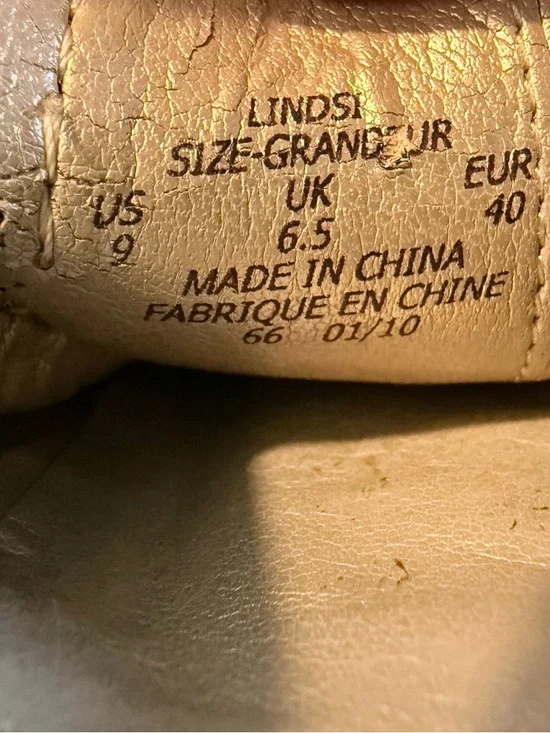 LINDSI
SIZE-GRANDEUR
US UK EUR
9 6.5 40
MADE IN CHINA
FABRIQUE EN CHINE
66 01/10